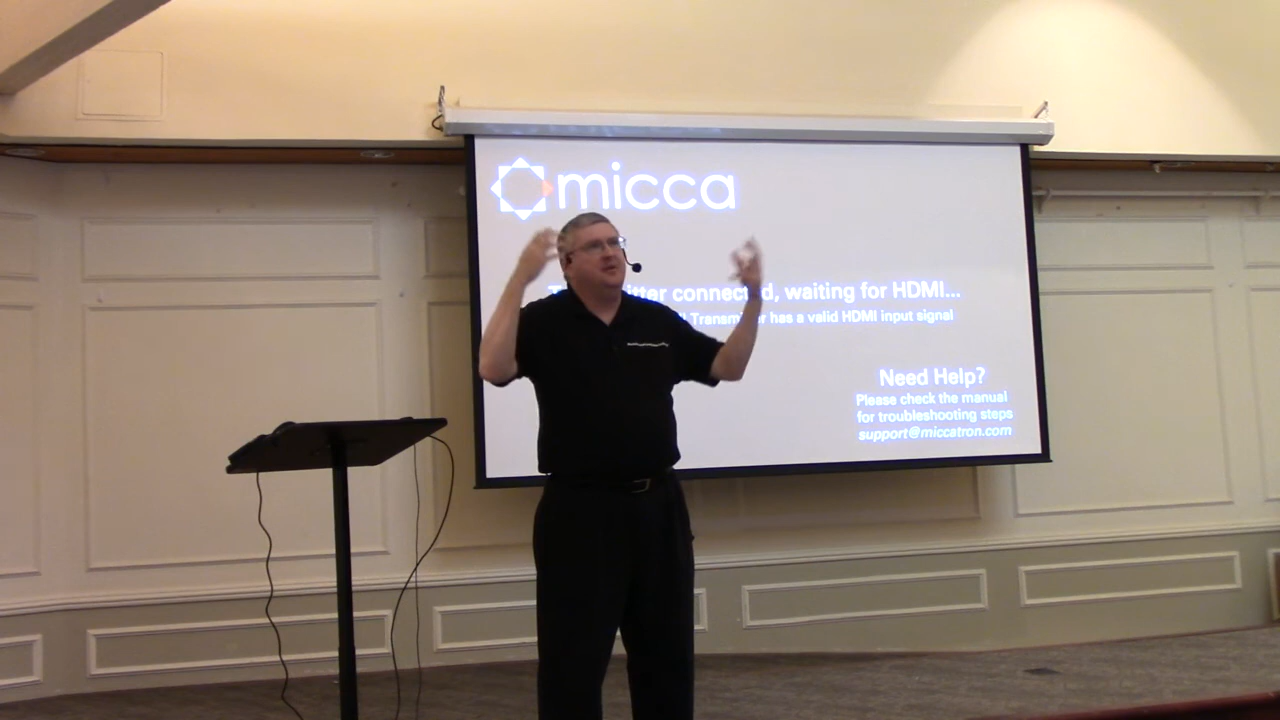 micca
connected, waiting for HDMI...
Transmitter has a valid HDMI input signal
Need Help?
Please check the manual
for troubleshooting steps
support@miccatron.com